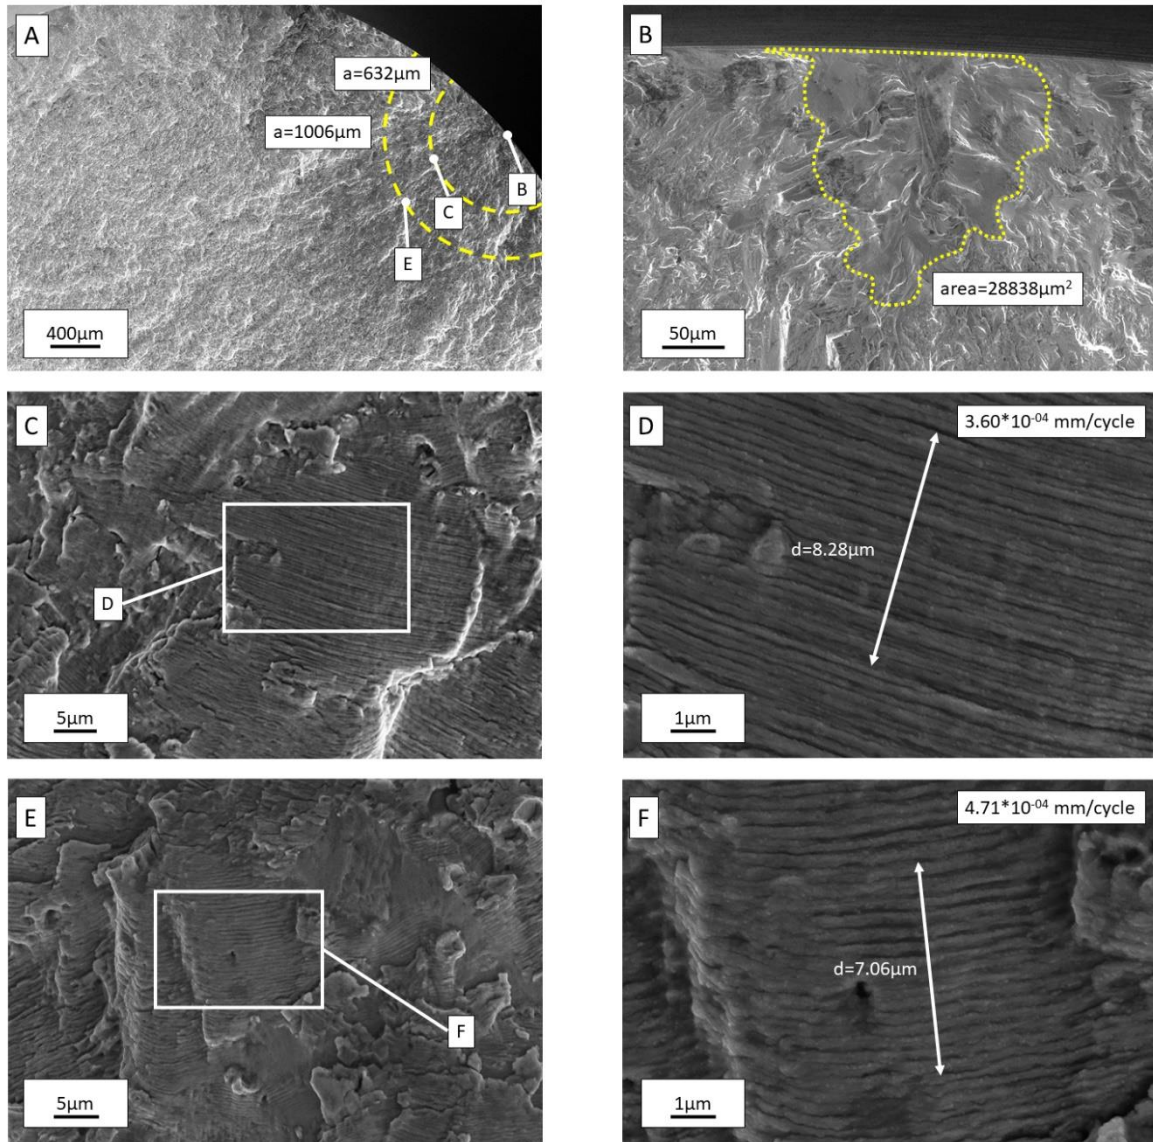 A
a=632µm
a=1006µm
B
C
E
400µm
B
area=28838µm²
50µm
C
D
5µm
D
3.60*10⁻⁰⁴ mm/cycle
d=8.28µm
1µm
E
F
5µm
F
4.71*10⁻⁰⁴ mm/cycle
d=7.06µm
1µm